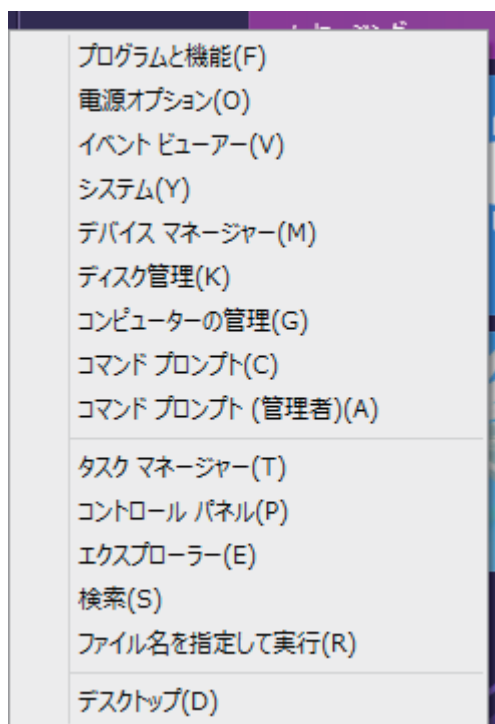 プログラムと機能(F)
電源オプション(O)
イベント ビューアー(V)
システム(Y)
デバイス マネージャー(M)
ディスク管理(K)
コンピューターの管理(G)
コマンド プロンプト(C)
コマンド プロンプト (管理者)(A)
タスク マネージャー(T)
コントロール パネル(P)
エクスプローラー(E)
検索(S)
ファイル名を指定して実行(R)
デスクトップ(D)